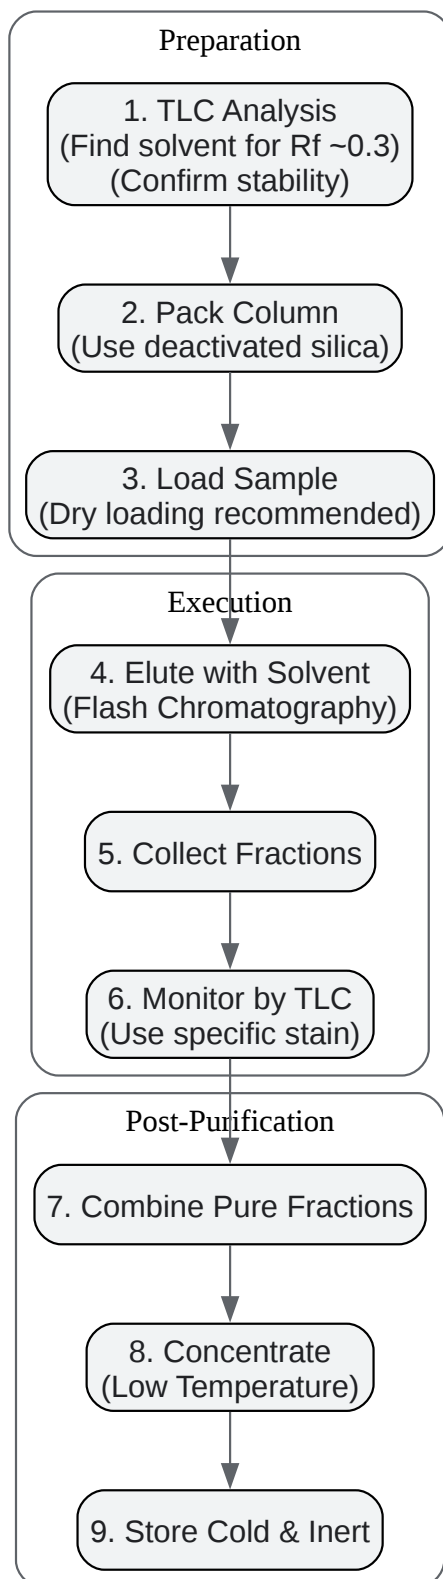 Preparation
1. TLC Analysis
(Find solvent for Rf ~0.3)
(Confirm stability)
2. Pack Column
(Use deactivated silica)
3. Load Sample
(Dry loading recommended)
Execution
4. Elute with Solvent
(Flash Chromatography)
5. Collect Fractions
6. Monitor by TLC
(Use specific stain)
Post-Purification
7. Combine Pure Fractions
8. Concentrate
(Low Temperature)
9. Store Cold & Inert